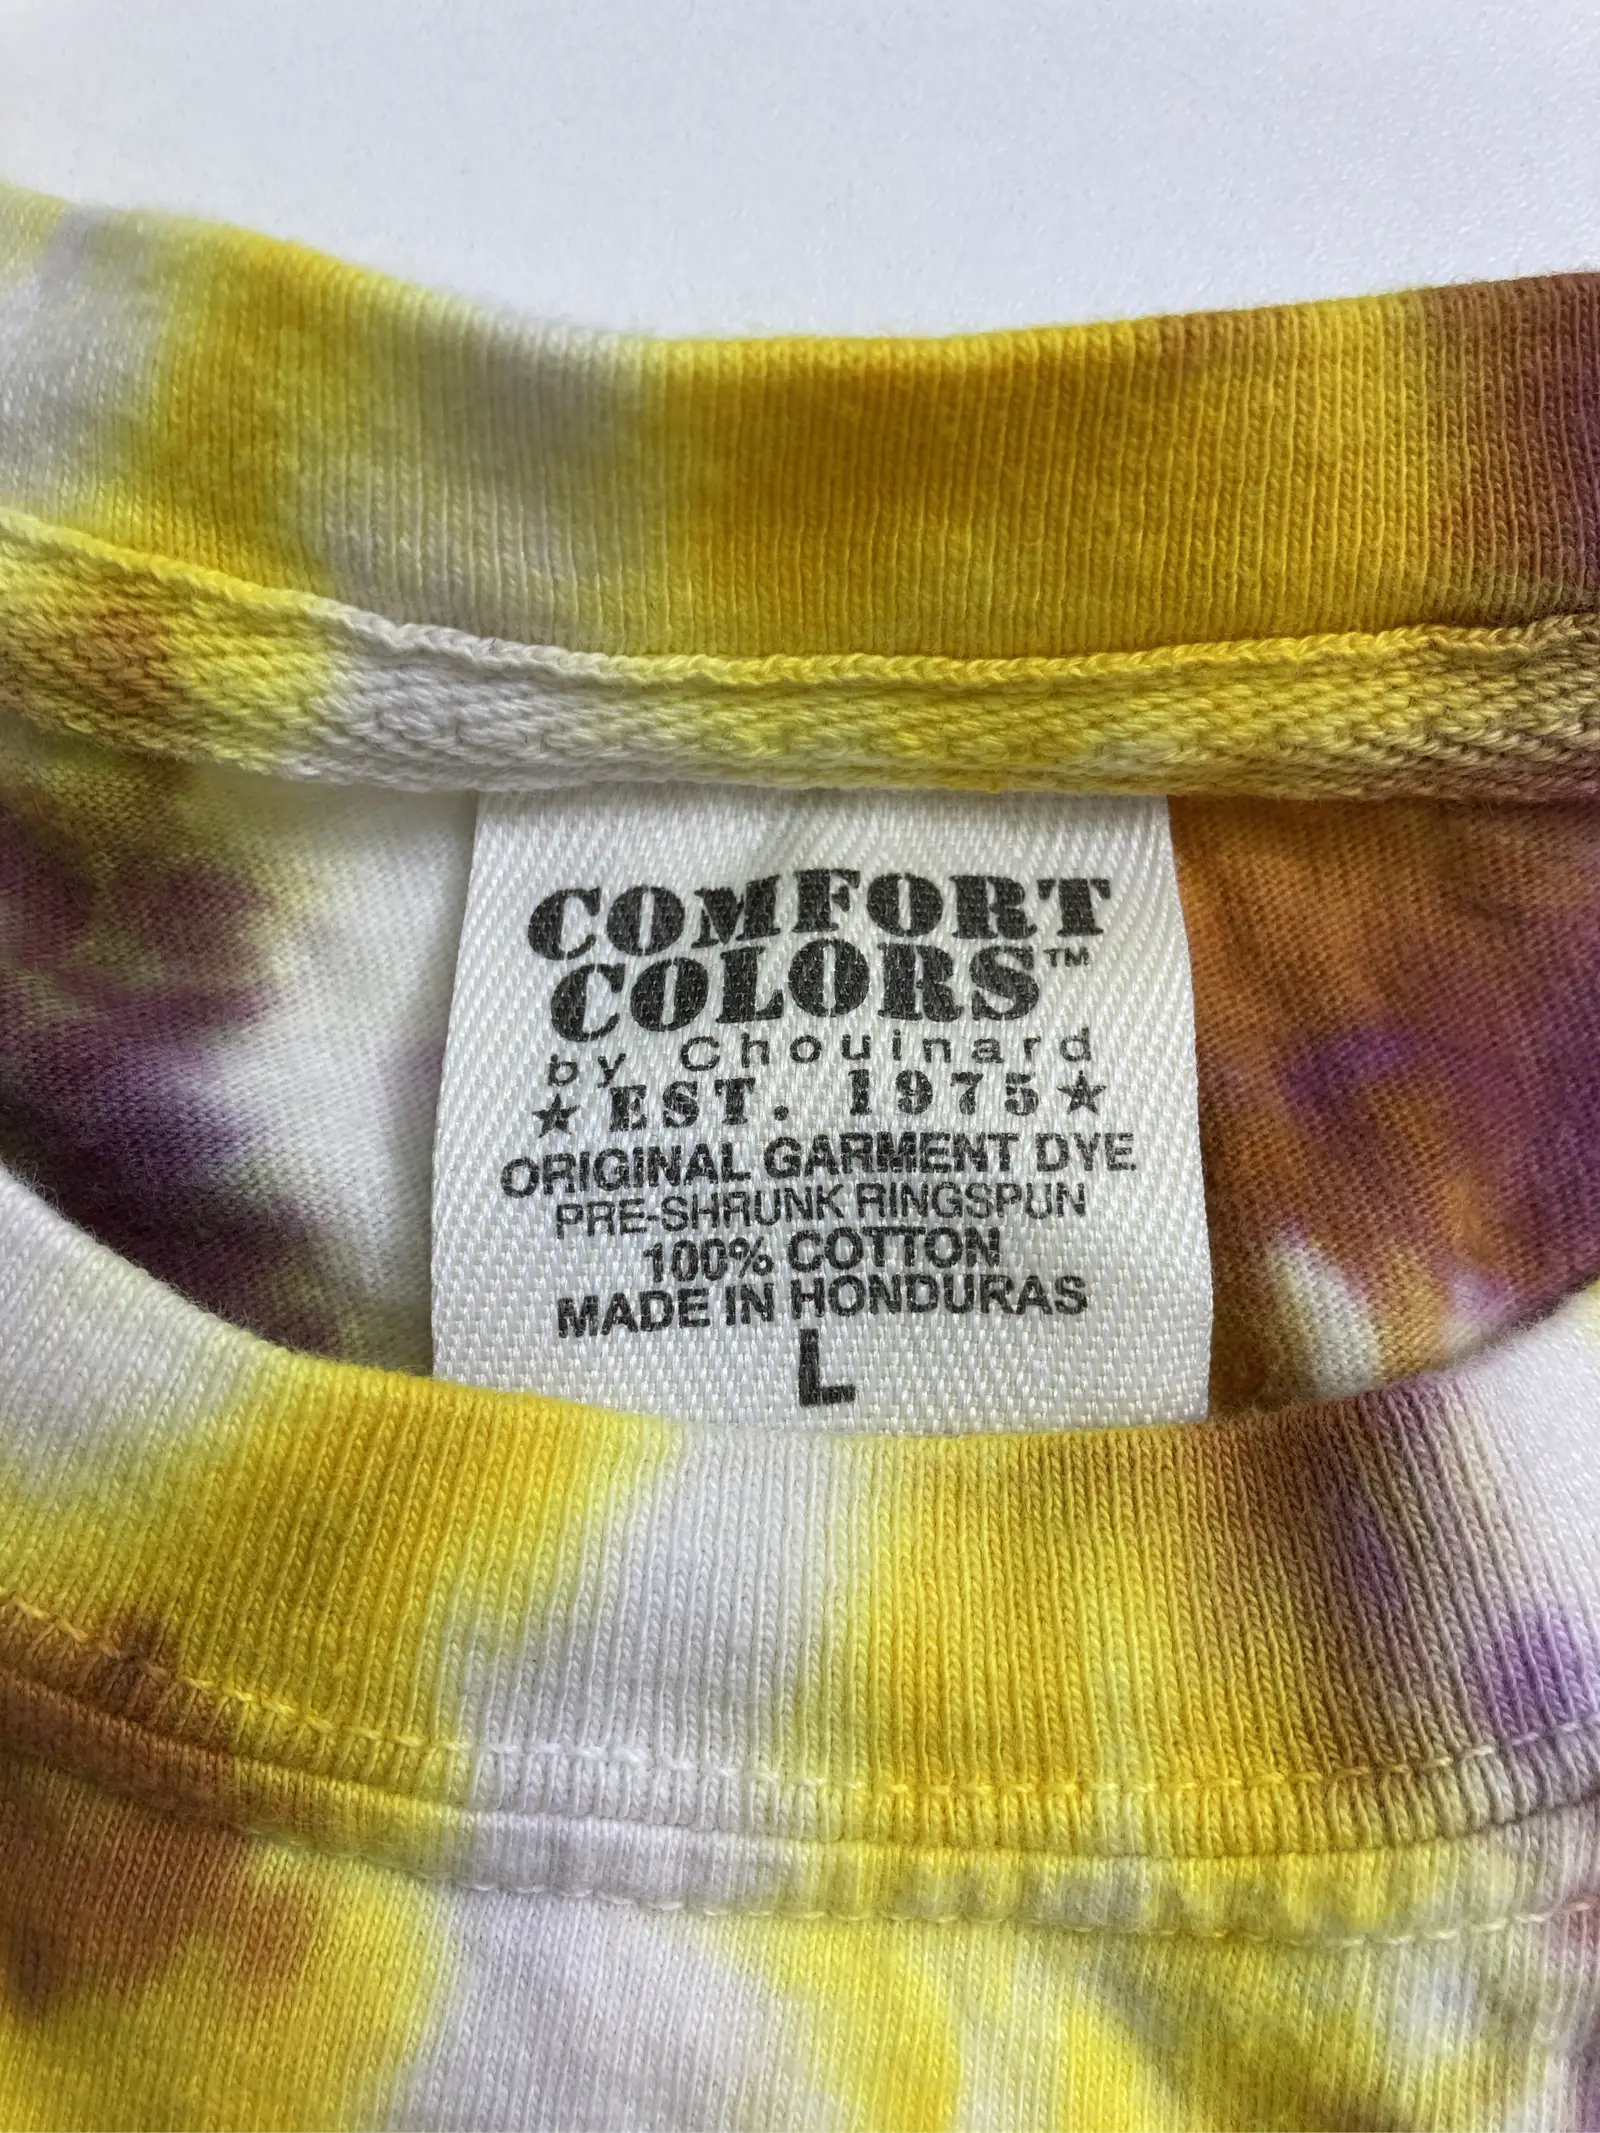 COMFORT
COLORS™
by Chouinard
★ EST. 1975 ★
ORIGINAL GARMENT DYE
PRE-SHRUNK RINGSPUN
100% COTTON
MADE IN HONDURAS
L